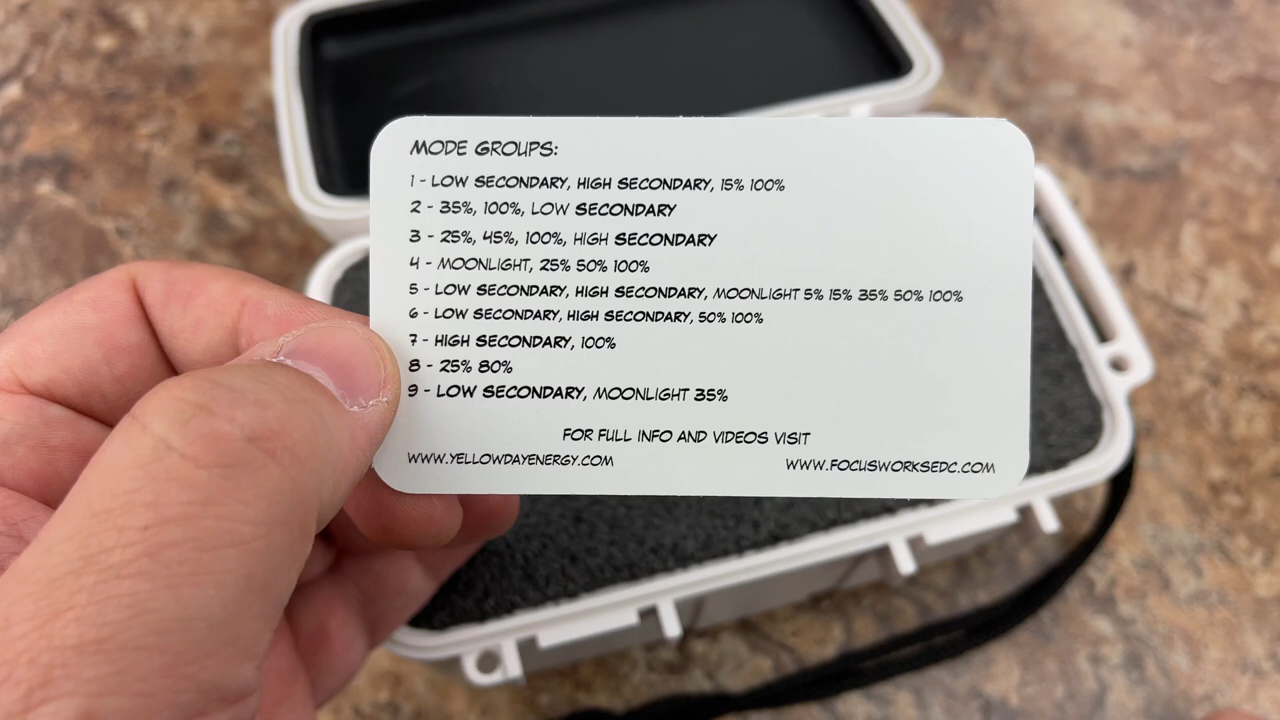 MODE GROUPS:
1 - LOW SECONDARY, HIGH SECONDARY, 15% 100%
2 - 35%, 100%, LOW SECONDARY
3 - 25%, 45%, 100%, HIGH SECONDARY
4 - MOONLIGHT, 25% 50% 100%
5 - LOW SECONDARY, HIGH SECONDARY, MOONLIGHT 5% 15% 35% 50% 100%
6 - LOW SECONDARY, HIGH SECONDARY, 50% 100%
7 - HIGH SECONDARY, 100%
8 - 25% 80%
9 - LOW SECONDARY, MOONLIGHT 35%
FOR FULL INFO AND VIDEOS VISIT
WWW.YELLOWDAYENERGY.COM WWW.FOCUSWORKSEDC.COM